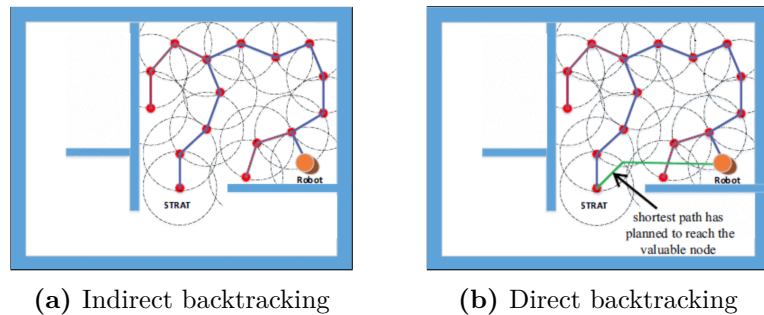 STRAT
Robot
(a) Indirect backtracking
STRAT
Robot
shortest path has
planned to reach the
valuable node
(b) Direct backtracking